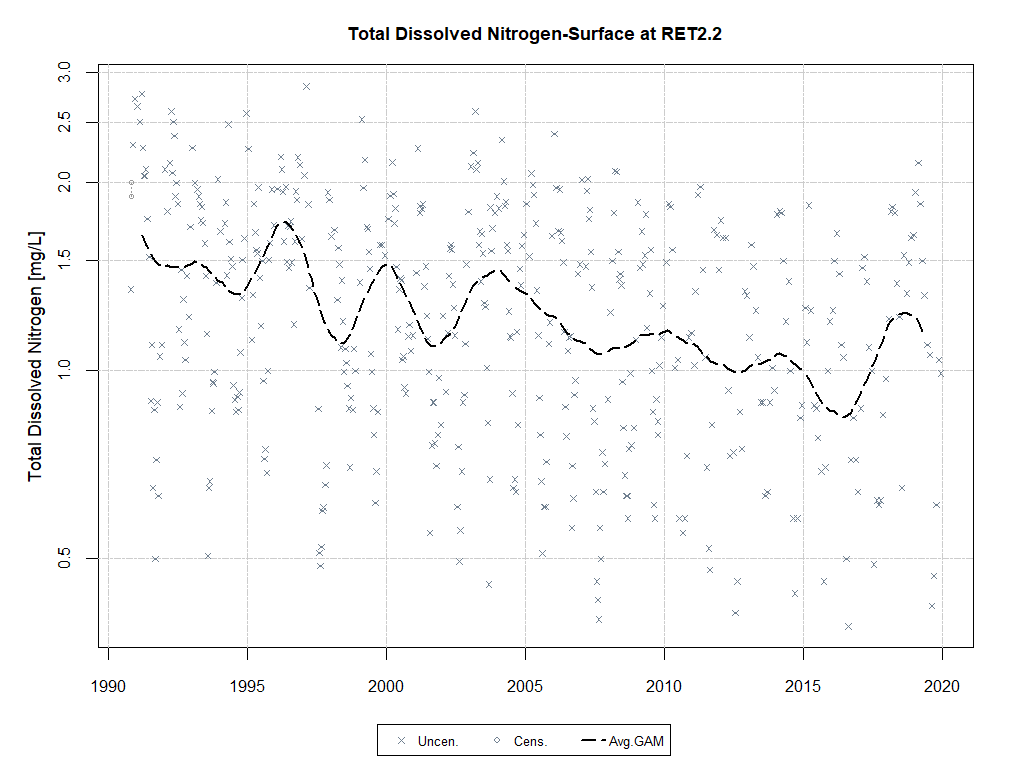 Total Dissolved Nitrogen-Surface at RET2.2
Total Dissolved Nitrogen [mg/L]
3.0
2.5
2.0
1.5
1.0
0.5
1990 1995 2000 2005 2010 2015 2020
Uncen. Cens. Avg.GAM